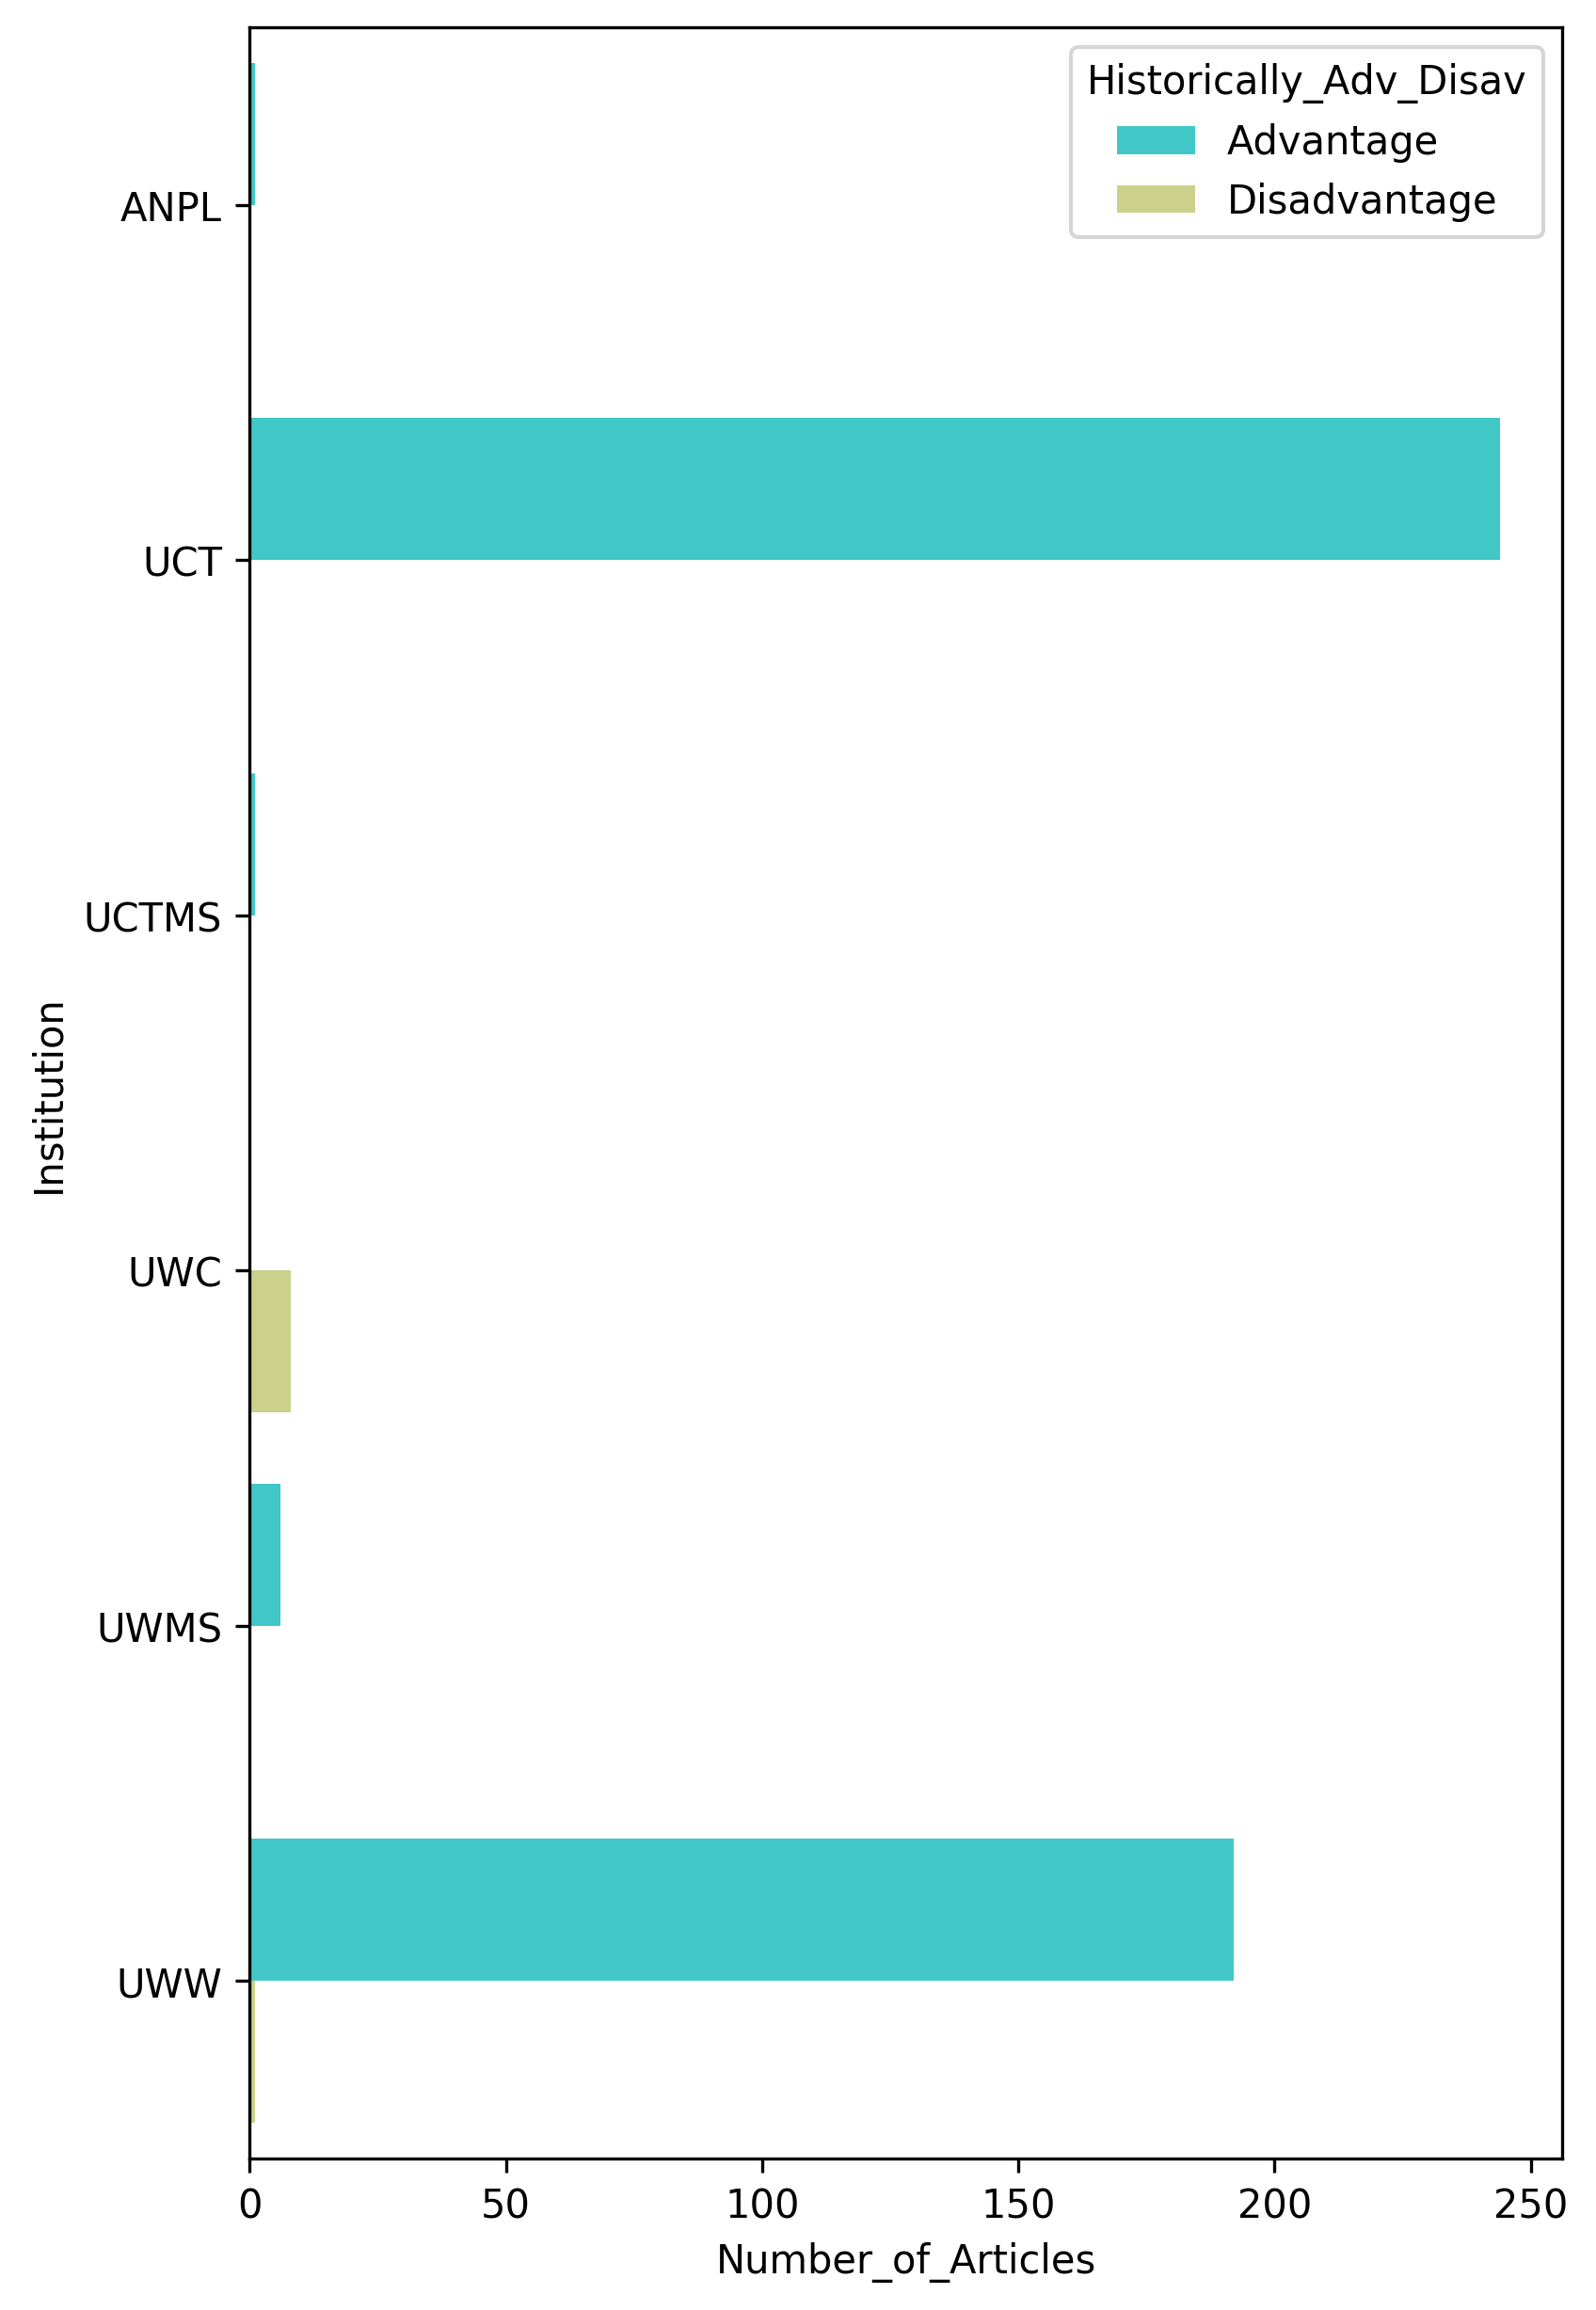 Historically_Adv_Disav
Advantage
Disadvantage
ANPL
UCT
UCTMS
UWC
UWMS
UWW
Institution
0 50 100 150 200 250
Number_of_Articles